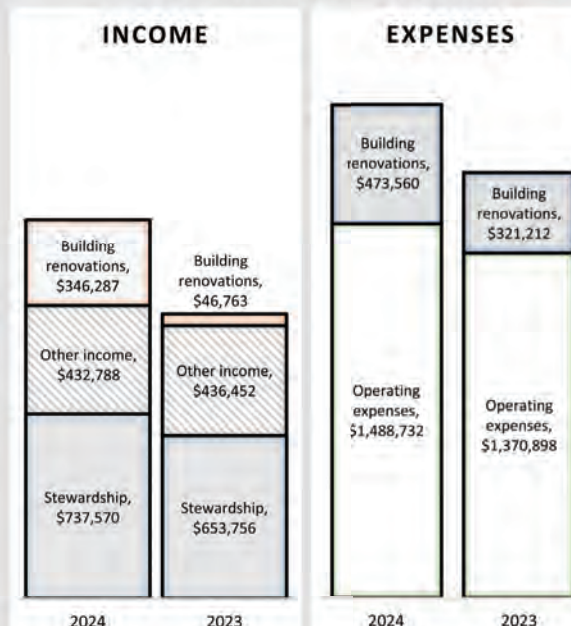 INCOME
Building
renovations,
$346,287
Other income,
$432,788
Stewardship,
$737,570
2024
Building
renovations,
$46,763
Other income,
$436,452
Stewardship,
$653,756
2023
EXPENSES
Building
renovations,
$473,560
Operating
expenses,
$1,488,732
2024
Building
renovations,
$321,212
Operating
expenses,
$1,370,898
2023